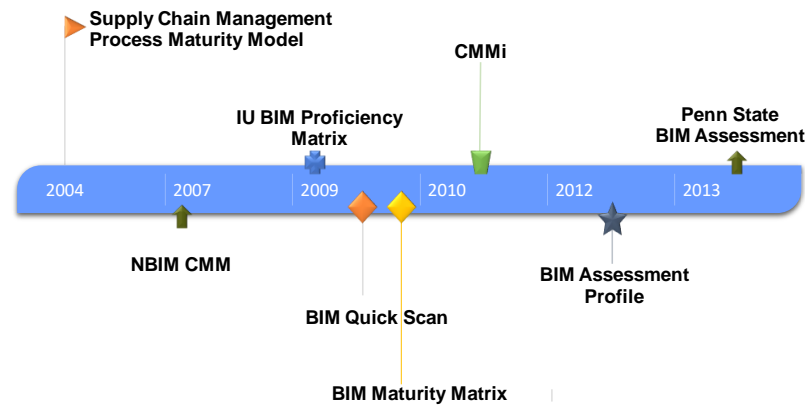 Supply Chain Management
Process Maturity Model
CMMi
IU BIM Proficiency
Matrix
Penn State
BIM Assessment
2004
2007
2009
2010
2012
2013
NBIM CMM
BIM Assessment
Profile
BIM Quick Scan
BIM Maturity Matrix